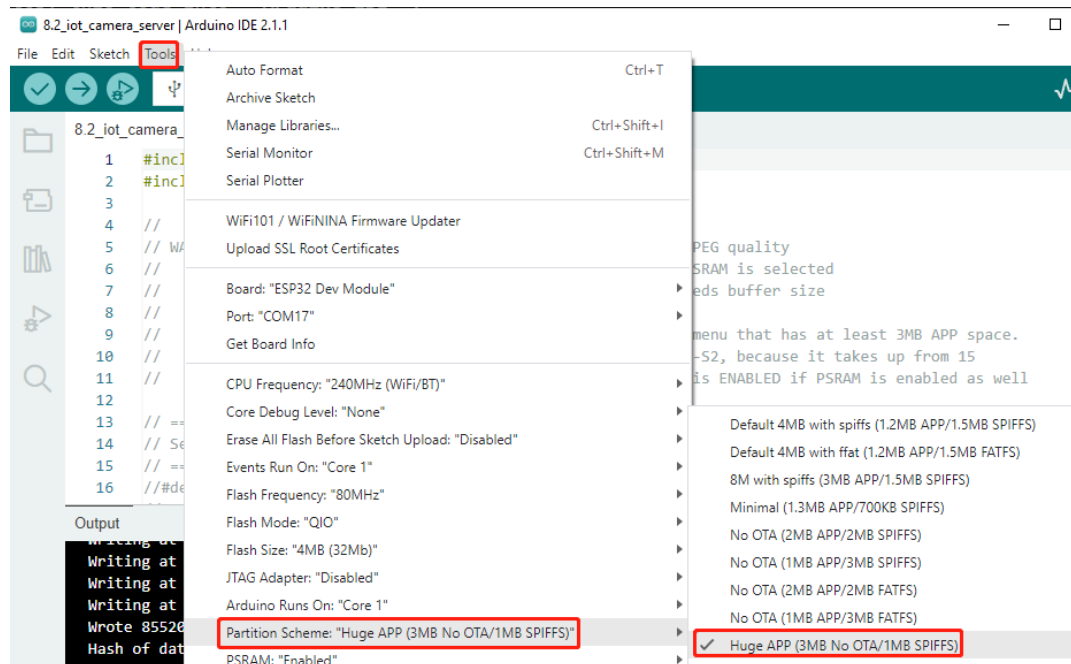 8.2_iot_camera_server | Arduino IDE 2.1.1
File Edit Sketch Tools
8.2_iot_camera_
1 #incl
2 #incl
3
4 //
5 // WA PEG quality
6 // SRAM is selected
7 // eds buffer size
8 //
9 // menu that has at least 3MB APP space.
10 // -S2, because it takes up from 15
11 // is ENABLED if PSRAM is enabled as well
12
13 // ==
14 // Se
15 // ==
16 //#de
Auto Format Ctrl+T
Archive Sketch
Manage Libraries... Ctrl+Shift+I
Serial Monitor Ctrl+Shift+M
Serial Plotter
WiFi101 / WiFiNINA Firmware Updater
Upload SSL Root Certificates
Board: "ESP32 Dev Module"
Port: "COM17"
Get Board Info
CPU Frequency: "240MHz (WiFi/BT)"
Core Debug Level: "None"
Erase All Flash Before Sketch Upload: "Disabled"
Events Run On: "Core 1"
Flash Frequency: "80MHz"
Flash Mode: "QIO"
Flash Size: "4MB (32Mb)"
JTAG Adapter: "Disabled"
Arduino Runs On: "Core 1"
Partition Scheme: "Huge APP (3MB No OTA/1MB SPIFFS)"
PSRAM: "Enabled"
Default 4MB with spiffs (1.2MB APP/1.5MB SPIFFS)
Default 4MB with ffat (1.2MB APP/1.5MB FATFS)
8M with spiffs (3MB APP/1.5MB SPIFFS)
Minimal (1.3MB APP/700KB SPIFFS)
No OTA (2MB APP/2MB SPIFFS)
No OTA (1MB APP/3MB SPIFFS)
No OTA (2MB APP/2MB FATFS)
No OTA (1MB APP/3MB FATFS)
Huge APP (3MB No OTA/1MB SPIFFS)
Output
Writing at
Writing at
Writing at
Wrote 85520
Hash of dat